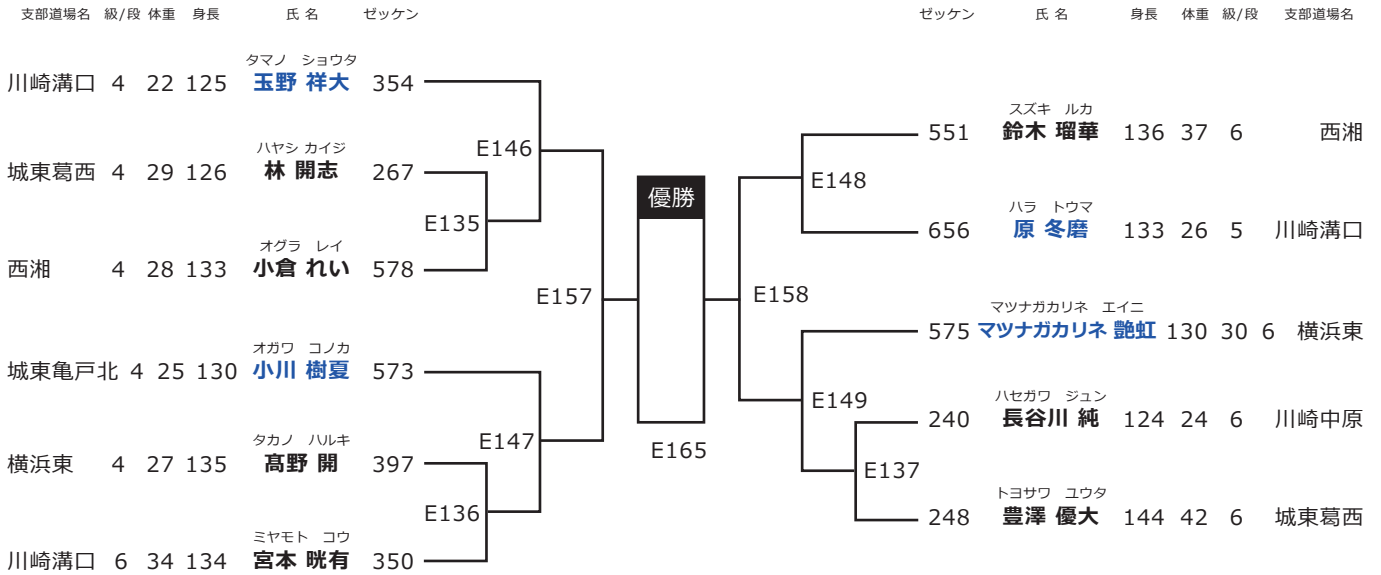 支部道場名 級/段 体重 身長 氏 名 ゼッケン
ゼッケン 氏 名 身長 体重 級/段 支部道場名
タマノ ショウタ
川崎溝口 4 22 125 玉野 祥大 354
ハヤシ カイジ
城東葛西 4 29 126 林 開志 267
オグラ レイ
西湘 4 28 133 小倉 れい 578
オガワ コノカ
城東亀戸北 4 25 130 小川 樹夏 573
タカノ ハルキ
横浜東 4 27 135 髙野 開 397
ミヤモト コウ
川崎溝口 6 34 134 宮本 晄有 350
E146
E135
E157
E147
E136
優勝
E165
E148
E158
E149
E137
スズキ ルカ
551 鈴木 瑠華 136 37 6 西湘
ハラ トウマ
656 原 冬磨 133 26 5 川崎溝口
マツナガカリネ エイニ
575 マツナガカリネ 艶虹 130 30 6 横浜東
ハセガワ ジュン
240 長谷川 純 124 24 6 川崎中原
トヨサワ ユウタ
248 豊澤 優大 144 42 6 城東葛西